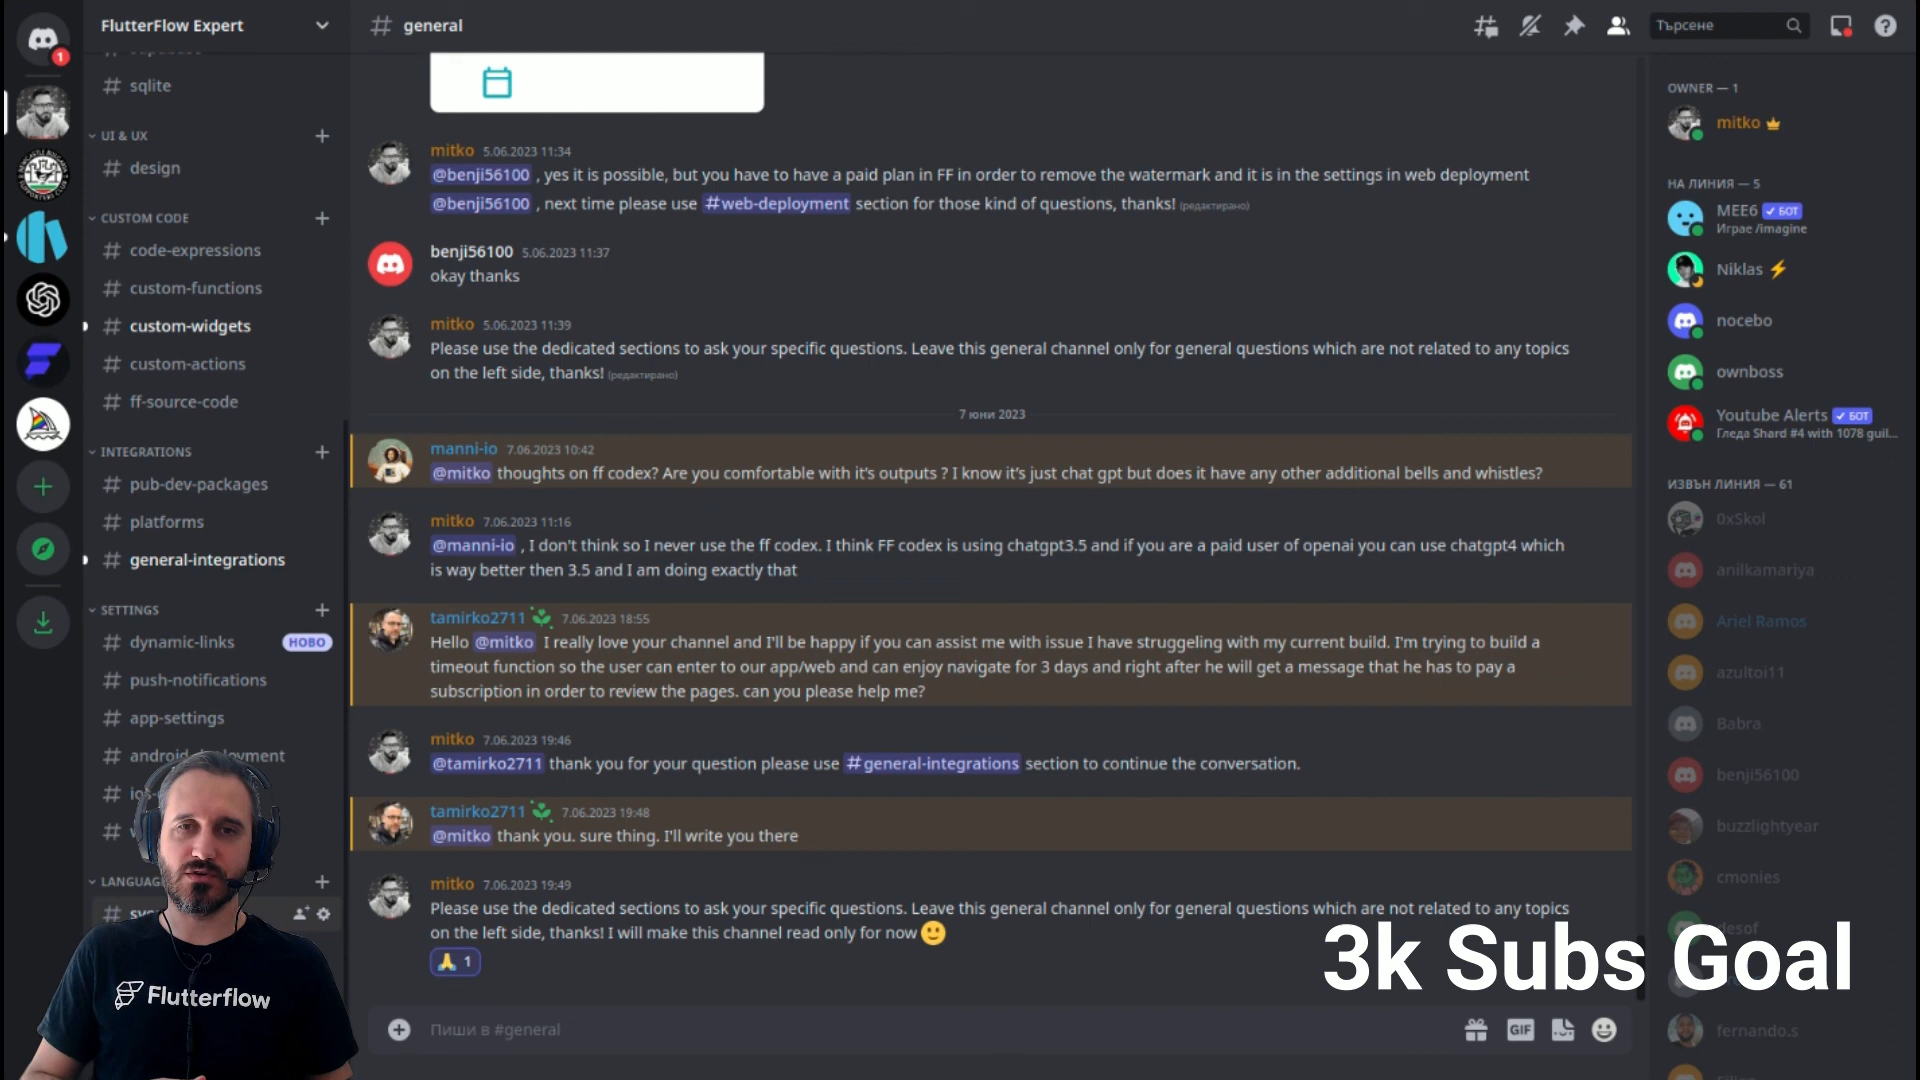 FlutterFlow Expert
# general
Търсене
1
# sqlite
UI & UX
# design
CUSTOM CODE
# code-expressions
# custom-functions
# custom-widgets
# custom-actions
# ff-source-code
INTEGRATIONS
# pub-dev-packages
# platforms
# general-integrations
SETTINGS
# dynamic-links НОВО
# push-notifications
# app-settings
#
#
#
#
Flutterflow
mitko 5.06.2023 11:34
@benji56100 , yes it is possible, but you have to have a paid plan in FF in order to remove the watermark and it is in the settings in web deployment
@benji56100 , next time please use #web-deployment section for those kind of questions, thanks! (редактирано)
benji56100 5.06.2023 11:37
okay thanks
mitko 5.06.2023 11:39
Please use the dedicated sections to ask your specific questions. Leave this general channel only for general questions which are not related to any topics
on the left side, thanks! (редактирано)
7 юни 2023
manni-io 7.06.2023 10:42
@mitko thoughts on ff codex? Are you comfortable with it's outputs ? I know it's just chat gpt but does it have any other additional bells and whistles?
mitko 7.06.2023 11:16
@manni-io , I don't think so I never use the ff codex. I think FF codex is using chatgpt3.5 and if you are a paid user of openai you can use chatgpt4 which
is way better then 3.5 and I am doing exactly that
tamirko2711 7.06.2023 18:55
Hello @mitko I really love your channel and I'll be happy if you can assist me with issue I have struggeling with my current build. I'm trying to build a
timeout function so the user can enter to our app/web and can enjoy navigate for 3 days and right after he will get a message that he has to pay a
subscription in order to review the pages. can you please help me?
mitko 7.06.2023 19:46
@tamirko2711 thank you for your question please use #general-integrations section to continue the conversation.
tamirko2711 7.06.2023 19:48
@mitko thank you. sure thing. I'll write you there
mitko 7.06.2023 19:49
Please use the dedicated sections to ask your specific questions. Leave this general channel only for general questions which are not related to any topics
on the left side, thanks! I will make this channel read only for now 🙂
🙏 1
Пиши в #general
GIF
OWNER — 1
mitko
НА ЛИНИЯ — 5
MEE6 ✓ БОТ
Играе /imagine
Niklas ⚡
nocebo
ownboss
Youtube Alerts ✓ БОТ
Гледа Shard #4 with 1078 guil...
ИЗВЪН ЛИНИЯ — 61
0xSkol
anilkamariya
Ariel Ramos
azultoi11
Babra
benji56100
buzzlightyear
cmonies
fernando.s
3k Subs Goal